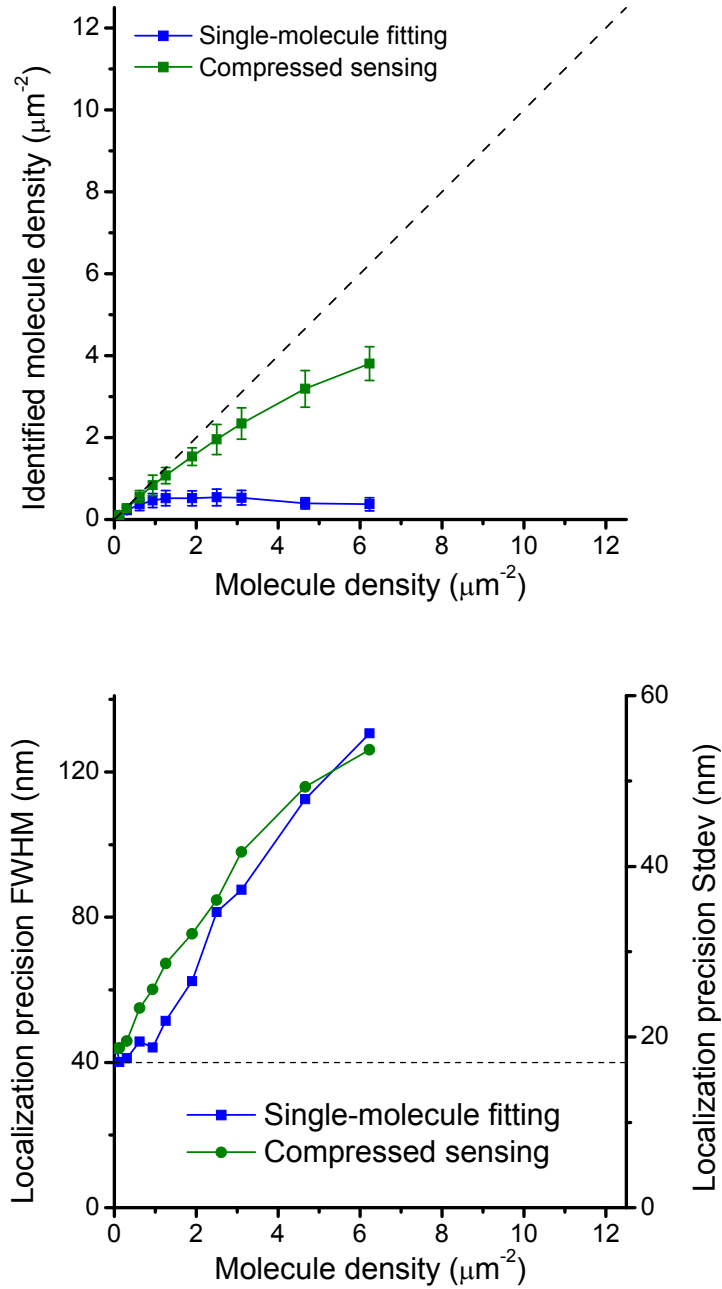 12
10
8
6
4
2
0
Identified molecule density (μm⁻²)
Single-molecule fitting
Compressed sensing
0 2 4 6 8 10 12
Molecule density (μm⁻²)
120
80
40
0
Localization precision FWHM (nm)
60
40
20
0
Localization precision Stdev (nm)
Single-molecule fitting
Compressed sensing
0 2 4 6 8 10 12
Molecule density (μm⁻²)